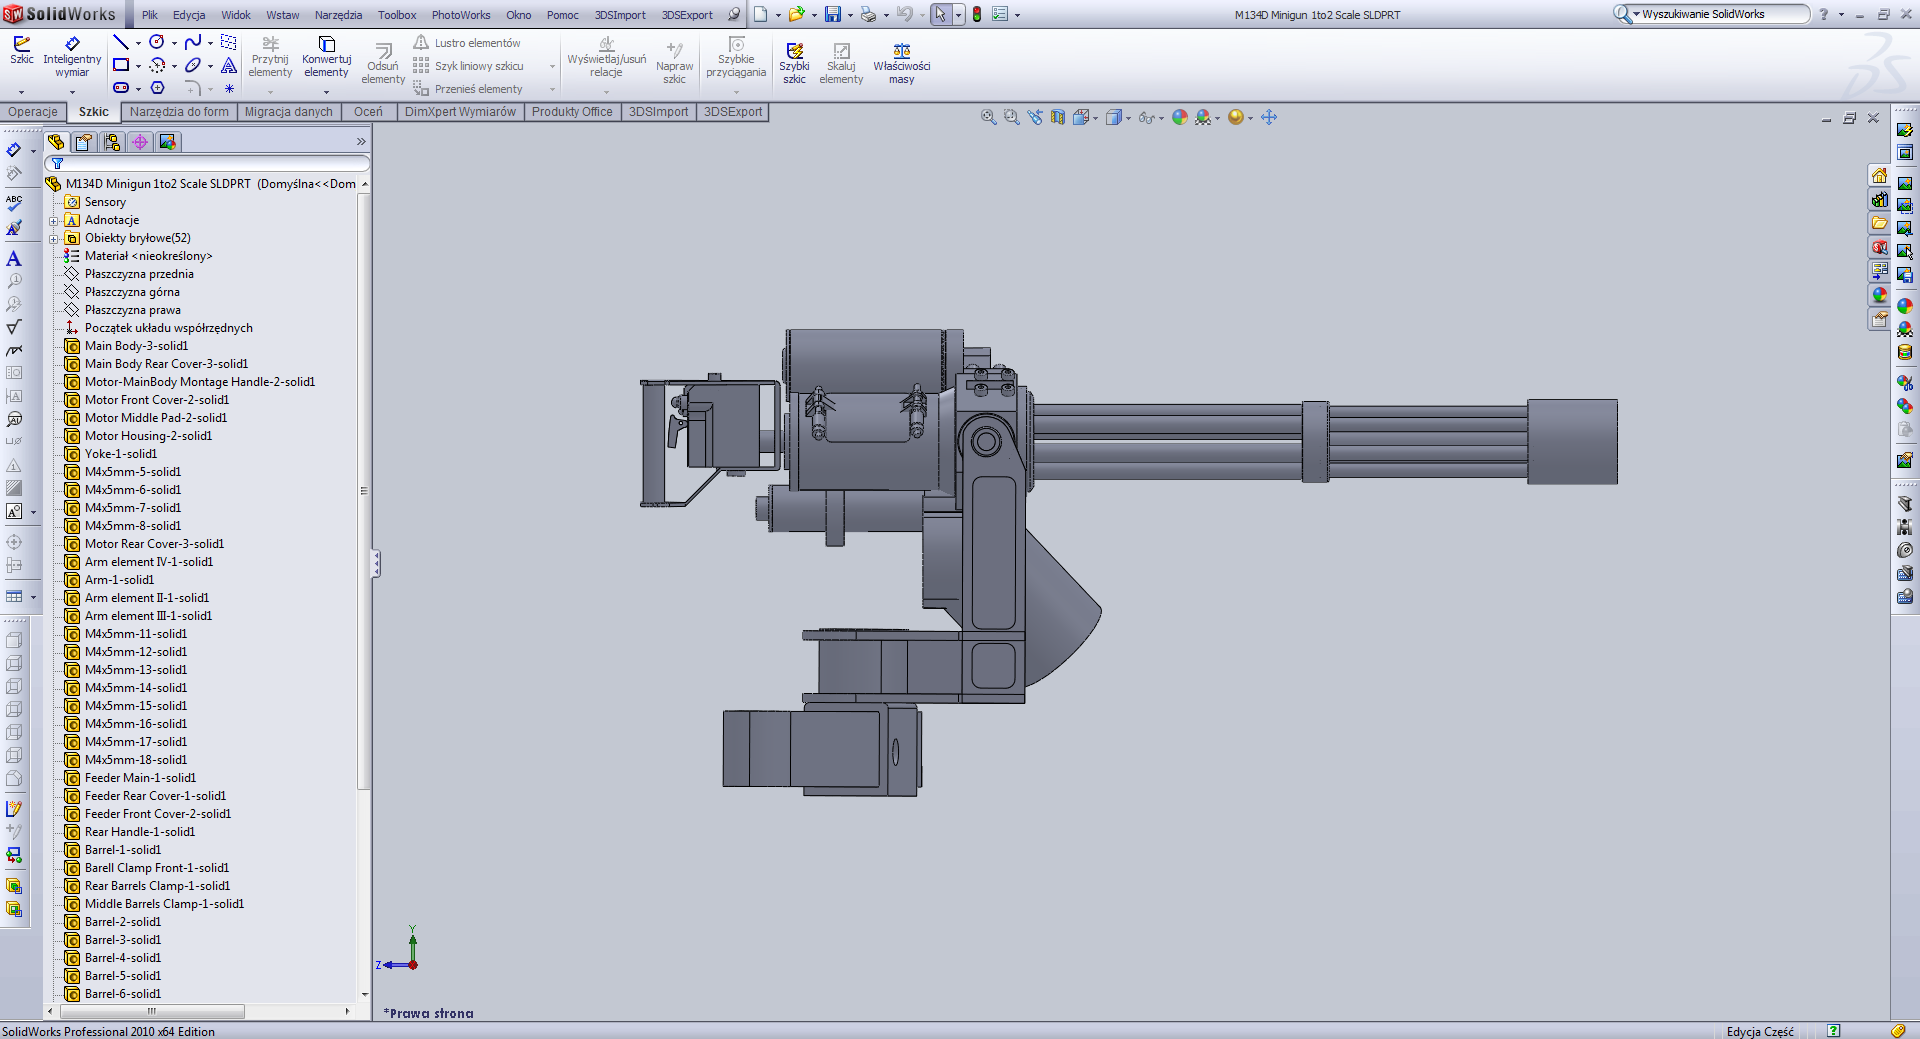 SolidWorks Plik Edycja Widok Wstaw Narzędzia Toolbox PhotoWorks Okno Pomoc 3DSImport 3DSExport M134D Minigun 1to2 Scale SLDPRT Wyszukiwanie SolidWorks
Szkic
Inteligentny wymiar
Przytnij elementy
Konwertuj elementy
Odsuń elementy
Lustro elementów
Szyk liniowy szkicu
Przenieś elementy
Wyświetlaj/usuń relacje
Napraw szkic
Szybkie przyciągania
Szybki szkic
Skaluj elementy
Właściwości masy
Operacje Szkic Narzędzia do form Migracja danych Oceń DimXpert Wymiarów Produkty Office 3DSImport 3DSExport
M134D Minigun 1to2 Scale SLDPRT (Domyślna<<Dom
Sensory
Adnotacje
Obiekty bryłowe(52)
Materiał <nieokreślony>
Płaszczyzna przednia
Płaszczyzna górna
Płaszczyzna prawa
Początek układu współrzędnych
Main Body-3-solid1
Main Body Rear Cover-3-solid1
Motor-MainBody Montage Handle-2-solid1
Motor Front Cover-2-solid1
Motor Middle Pad-2-solid1
Motor Housing-2-solid1
Yoke-1-solid1
M4x5mm-5-solid1
M4x5mm-6-solid1
M4x5mm-7-solid1
M4x5mm-8-solid1
Motor Rear Cover-3-solid1
Arm element IV-1-solid1
Arm-1-solid1
Arm element II-1-solid1
Arm element III-1-solid1
M4x5mm-11-solid1
M4x5mm-12-solid1
M4x5mm-13-solid1
M4x5mm-14-solid1
M4x5mm-15-solid1
M4x5mm-16-solid1
M4x5mm-17-solid1
M4x5mm-18-solid1
Feeder Main-1-solid1
Feeder Rear Cover-1-solid1
Feeder Front Cover-2-solid1
Rear Handle-1-solid1
Barrel-1-solid1
Barell Clamp Front-1-solid1
Rear Barrels Clamp-1-solid1
Middle Barrels Clamp-1-solid1
Barrel-2-solid1
Barrel-3-solid1
Barrel-4-solid1
Barrel-5-solid1
Barrel-6-solid1
ABC
Y
Z
*Prawa strona
SolidWorks Professional 2010 x64 Edition
Edycja Część